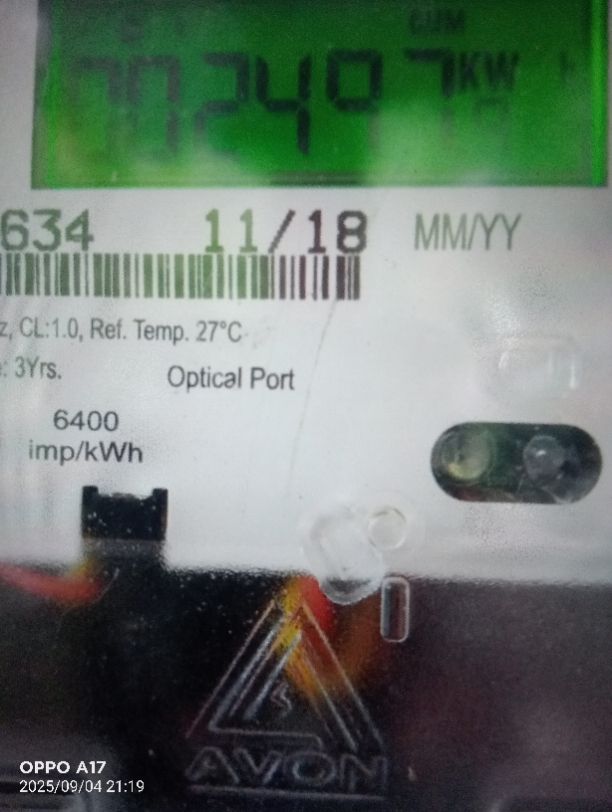 CUM
KW h
634 11/18 MM/YY
z, CL:1.0, Ref. Temp. 27°C
: 3Yrs. Optical Port
6400
imp/kWh
AVON
OPPO A17
2025/09/04 21:19